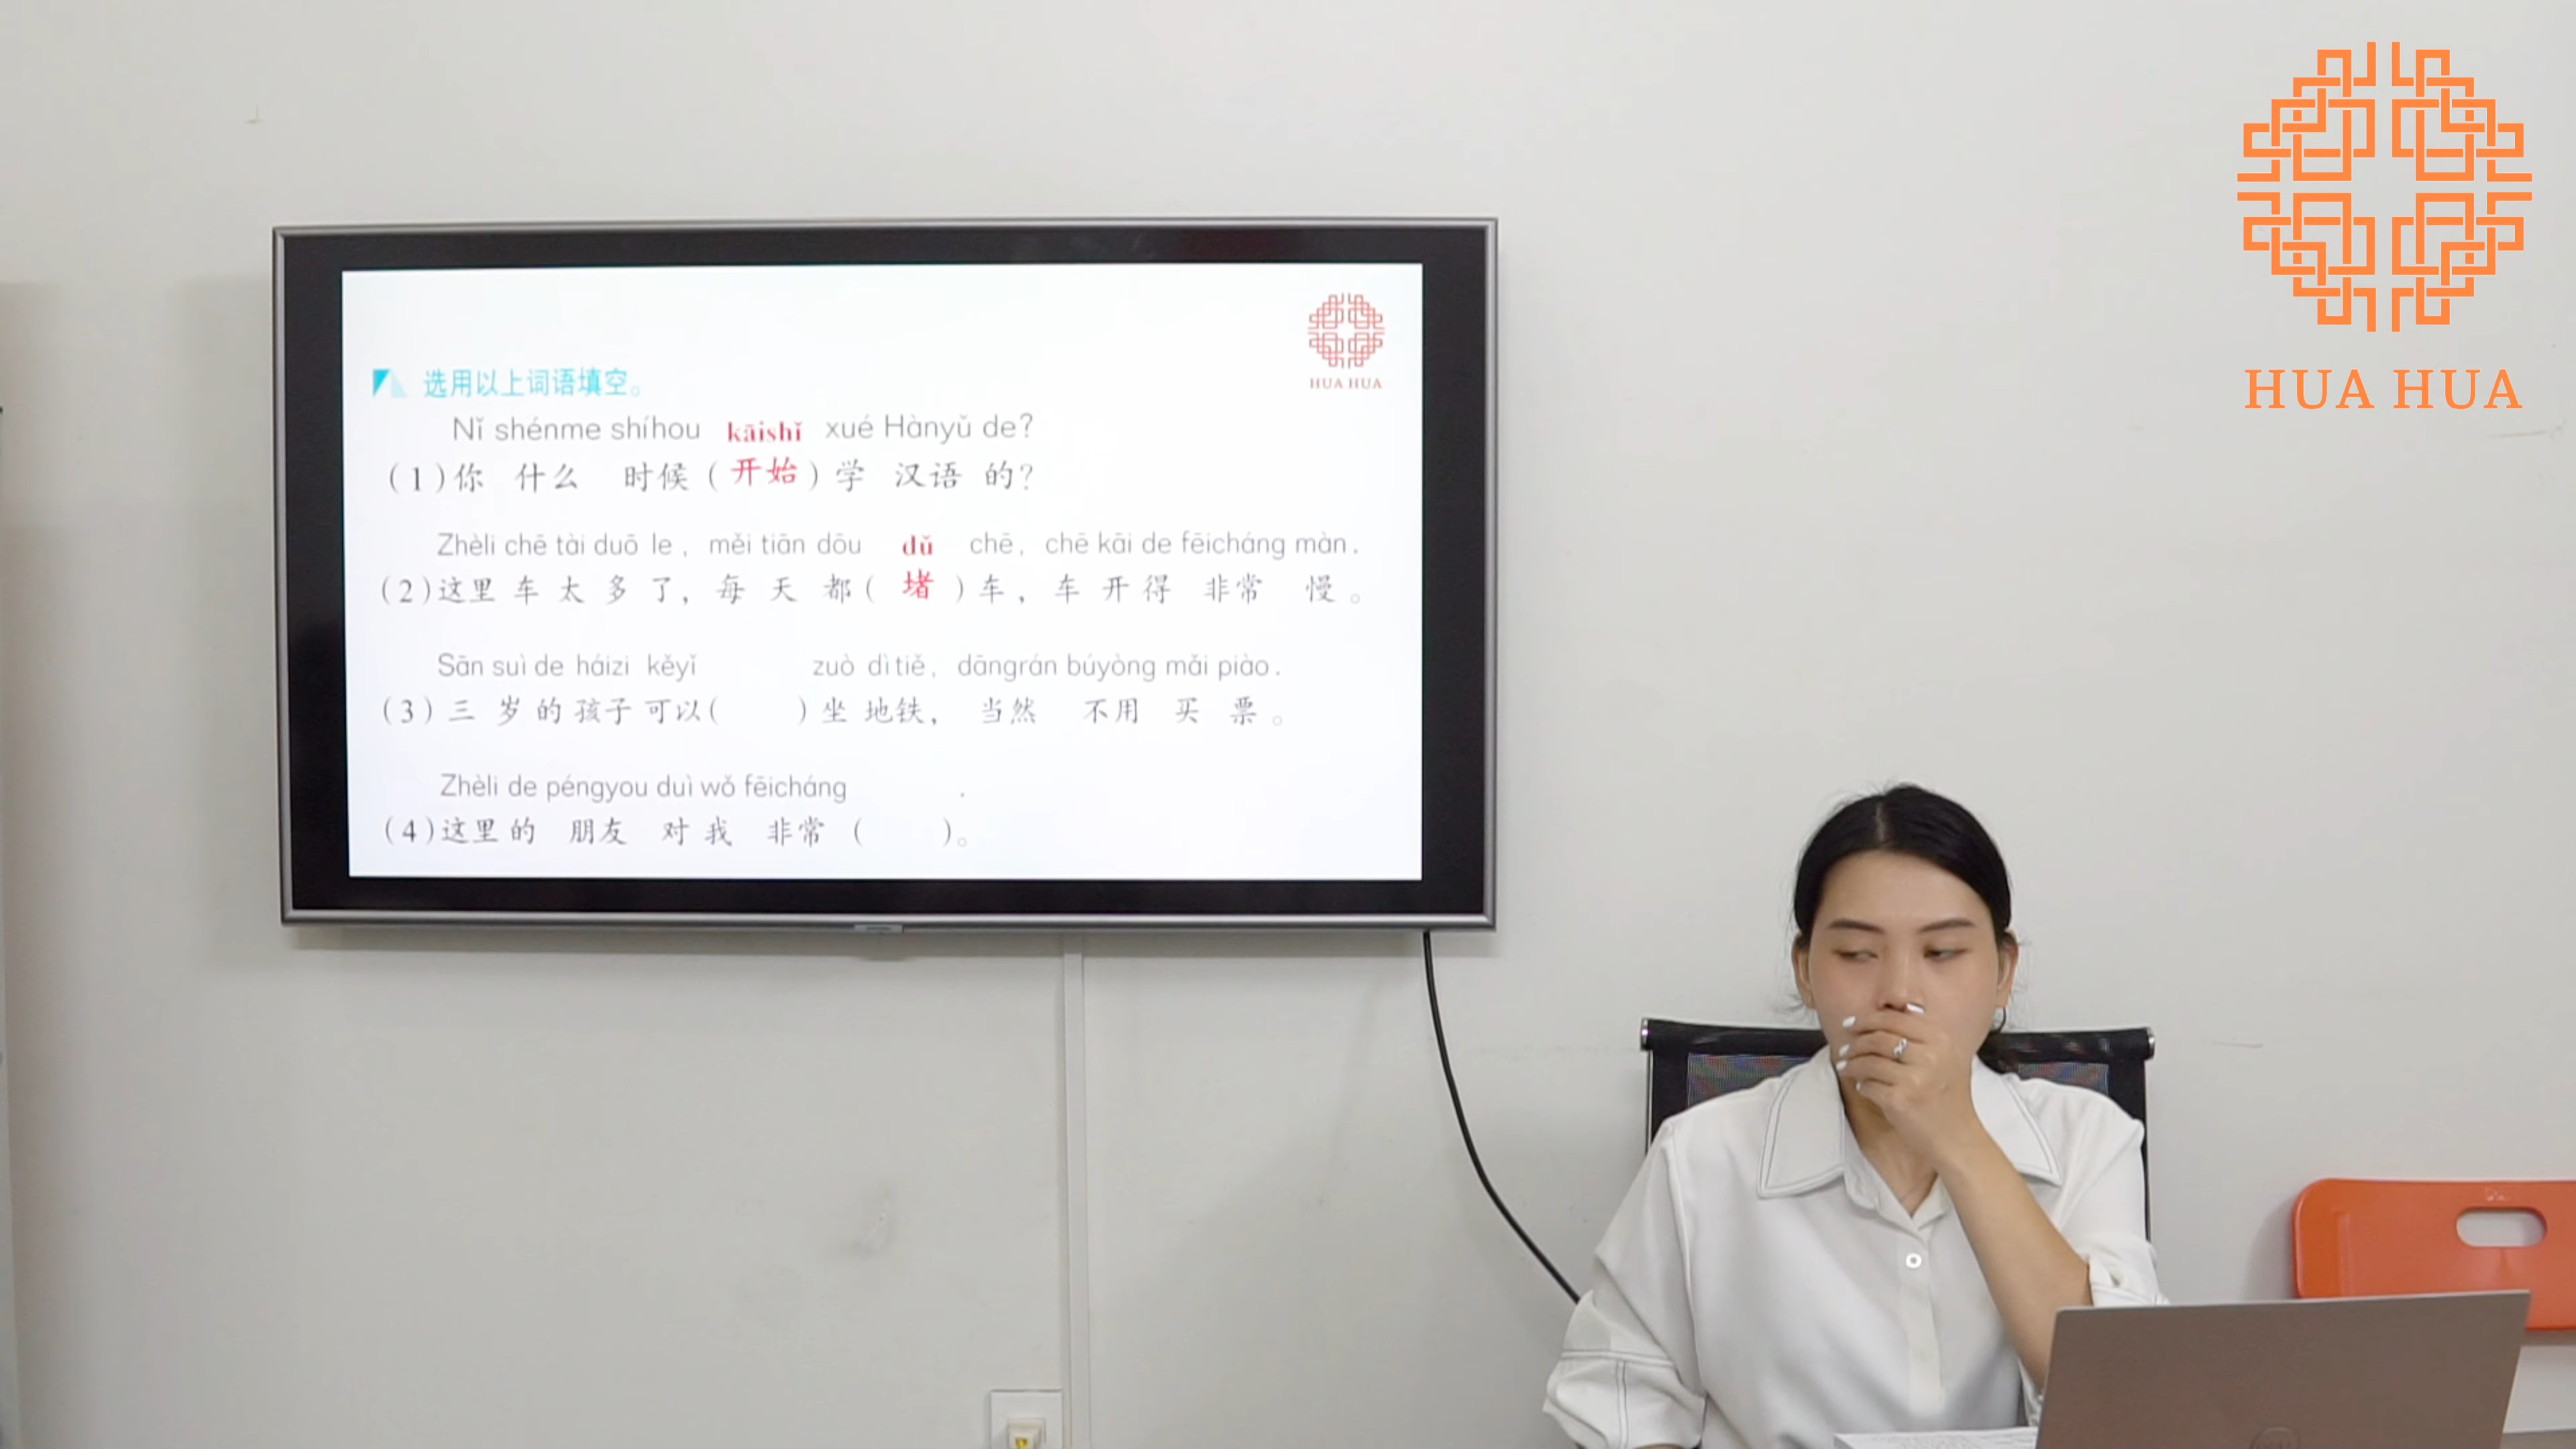 HUA HUA
HUA HUA
选用以上词语填空。
Nǐ shénme shíhou kāishǐ xué Hànyǔ de?
(1)你 什么 时候(开始)学 汉语 的?
Zhèli chē tài duō le, měi tiān dōu dǔ chē, chē kāi de fēicháng màn.
(2)这里 车 太 多 了, 每 天 都( 堵 )车, 车 开 得 非常 慢 。
Sān suì de háizi kěyǐ zuò dìtiě, dāngrán búyòng mǎi piào.
(3)三 岁 的 孩子 可以( )坐 地铁, 当然 不用 买 票 。
Zhèli de péngyou duì wǒ fēicháng .
(4)这里 的 朋友 对 我 非常 ( )。